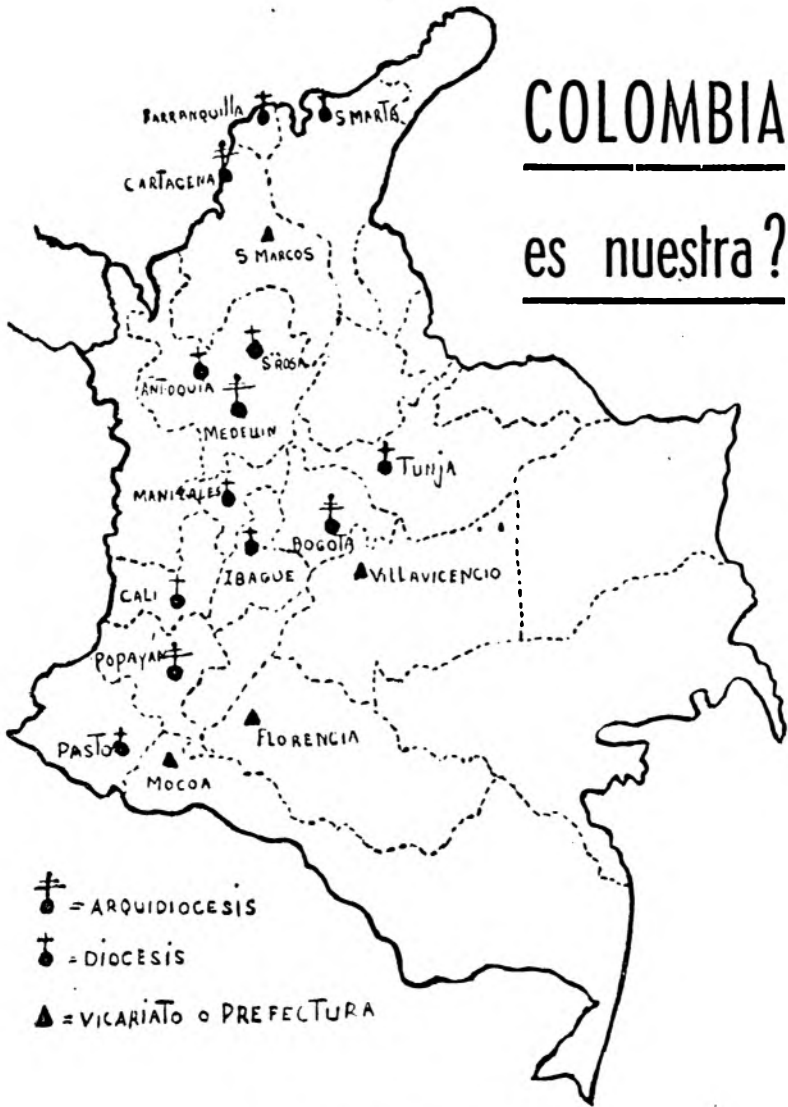 COLOMBIA
es nuestra?
BARRANQUILLA
S MARTA
CARTAGENA
S MARCOS
S ROSA
ANTIOQUIA
MEDELLIN
TUNJA
MANIZALES
BOGOTA
IBAGUE
VILLAVICENCIO
CALI
POPAYAN
FLORENCIA
PASTO
MOCOA
= ARQUIDIOCESIS
= DIOCESIS
= VICARIATO O PREFECTURA